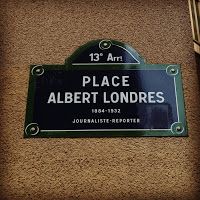 13e Arrt
PLACE
ALBERT LONDRES
1884-1932
JOURNALISTE-REPORTER